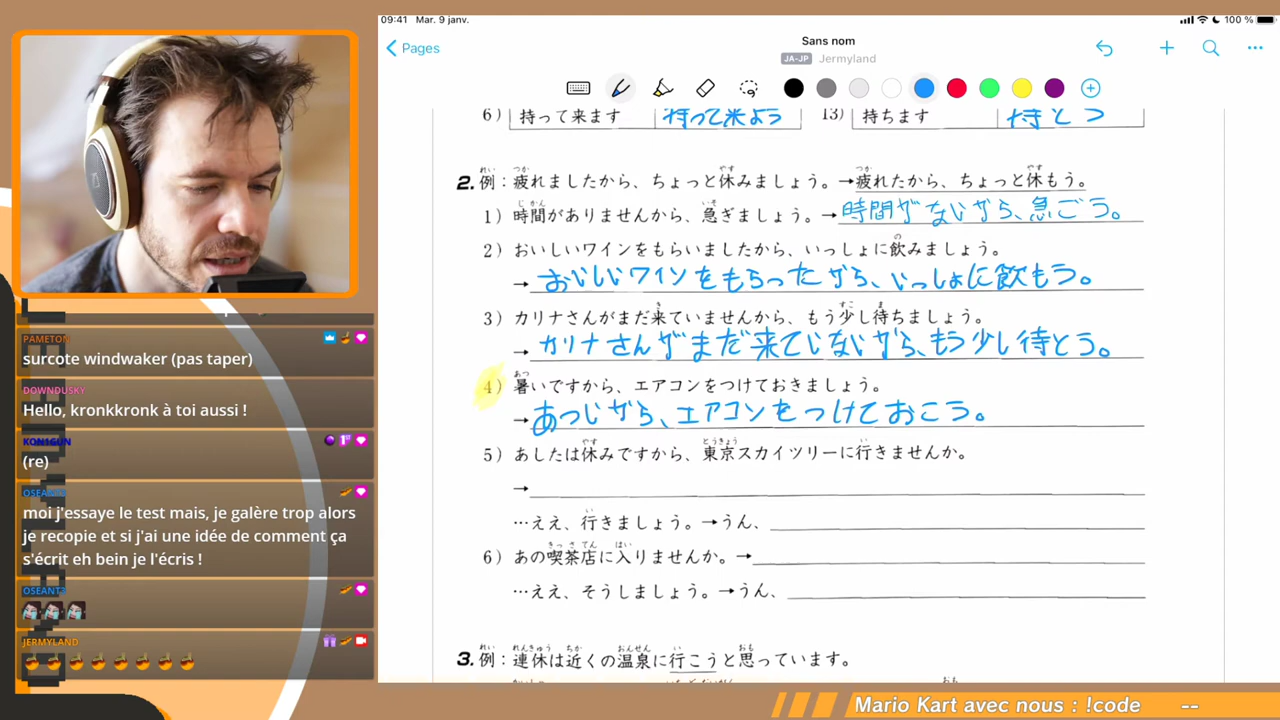 09:41 Mar. 9 janv.
100 %
Pages
Sans nom
JA-JP Jermyland
6) 持って来ます 持って来よう 13) 持ちます 持とう
2. 例：疲れましたから、ちょっと休みましょう。→疲れたから、ちょっと休もう。
1) 時間がありませんから、急ぎましょう。→時間がないから、急ごう。
2) おいしいワインをもらいましたから、いっしょに飲みましょう。
→おいしいワインをもらったから、いっしょに飲もう。
3) カリナさんがまだ来ていませんから、もう少し待ちましょう。
→カリナさんがまだ来ていないから、もう少し待とう。
4) 暑いですから、エアコンをつけておきましょう。
→あついから、エアコンをつけておこう。
5) あしたは休みですから、東京スカイツリーに行きませんか。
→
…ええ、行きましょう。→うん、
6) あの喫茶店に入りませんか。→
…ええ、そうしましょう。→うん、
3. 例：連休は近くの温泉に行こうと思っています。
PAMETON
surcote windwaker (pas taper)
DOWNDUSKY
Hello, kronkkronk à toi aussi !
KON1GUN
(re)
moi j'essaye le test mais, je galère trop alors
je recopie et si j'ai une idée de comment ça
s'écrit eh bein je l'écris !
JERMYLAND
Mario Kart avec nous : !code --